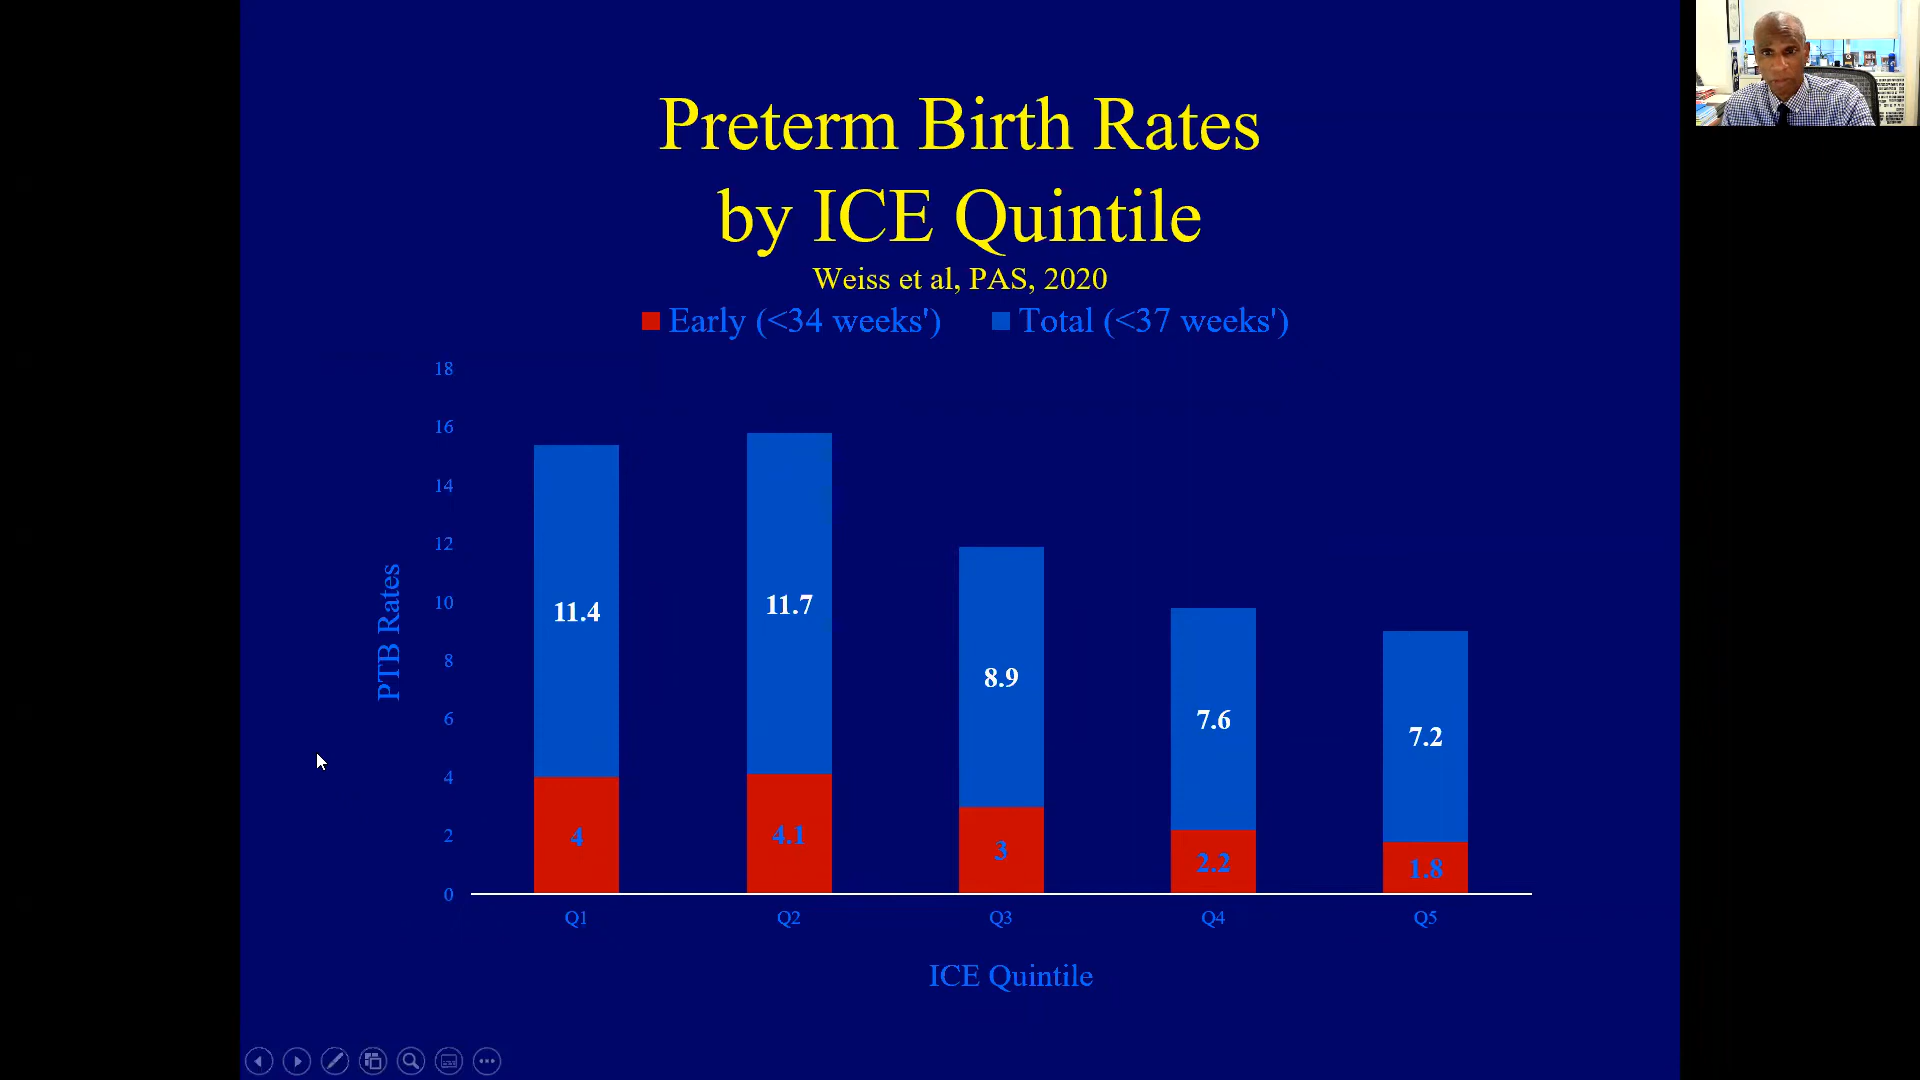 Preterm Birth Rates
by ICE Quintile
Weiss et al, PAS, 2020
Early (<34 weeks') Total (<37 weeks')
18
16
14
12
10
8
6
4
2
0
PTB Rates
11.4 11.7 8.9 7.6 7.2
4 4.1 3 2.2 1.8
Q1 Q2 Q3 Q4 Q5
ICE Quintile